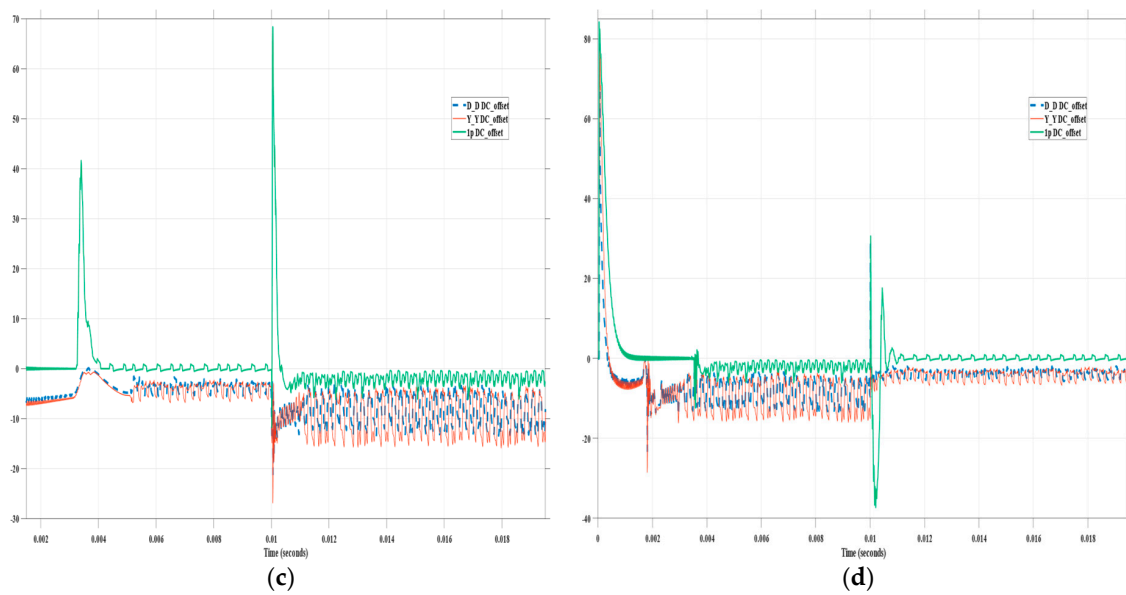 70
60
50
40
30
20
10
0
-10
-20
-30
0.002 0.004 0.006 0.008 0.01 0.012 0.014 0.016 0.018
Time (seconds)
D_D DC_offset
Y_Y DC_offset
1p DC_offset
(c)
80
60
40
20
0
-20
-40
0 0.002 0.004 0.006 0.008 0.01 0.012 0.014 0.016 0.018
Time (seconds)
D_D DC_offset
Y_Y DC_offset
1p DC_offset
(d)